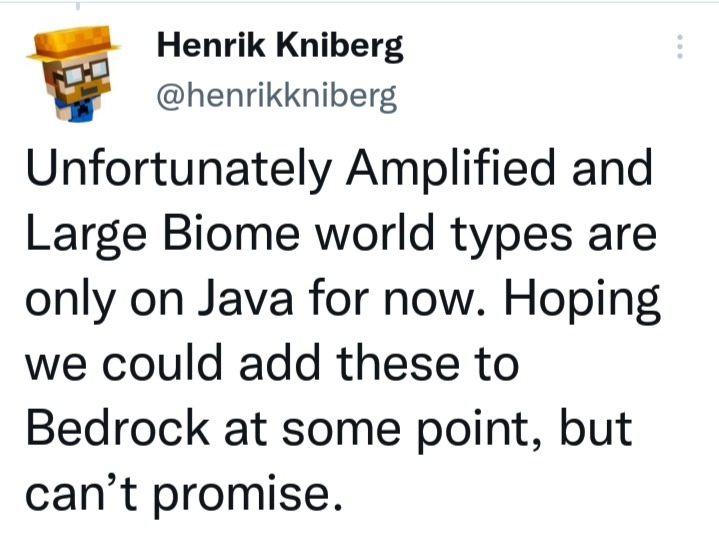 Henrik Kniberg
@henrikkniberg
Unfortunately Amplified and
Large Biome world types are
only on Java for now. Hoping
we could add these to
Bedrock at some point, but
can’t promise.